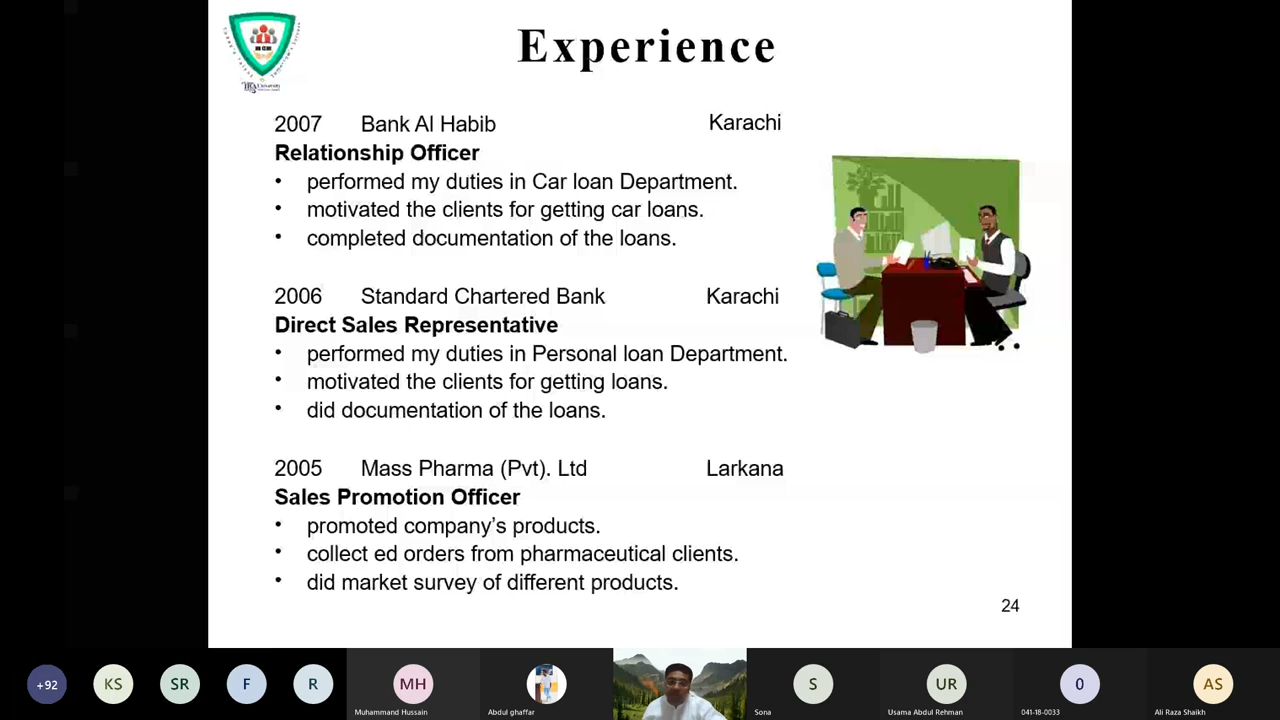 Experience
2007 Bank Al Habib Karachi
Relationship Officer
• performed my duties in Car loan Department.
• motivated the clients for getting car loans.
• completed documentation of the loans.
2006 Standard Chartered Bank Karachi
Direct Sales Representative
• performed my duties in Personal loan Department.
• motivated the clients for getting loans.
• did documentation of the loans.
2005 Mass Pharma (Pvt). Ltd Larkana
Sales Promotion Officer
• promoted company’s products.
• collect ed orders from pharmaceutical clients.
• did market survey of different products.
24
+92 KS SR F R MH S UR 0 AS
Muhammand Hussain Abdul ghaffar Sona Usama Abdul Rehman 041-18-0033 Ali Raza Shaikh